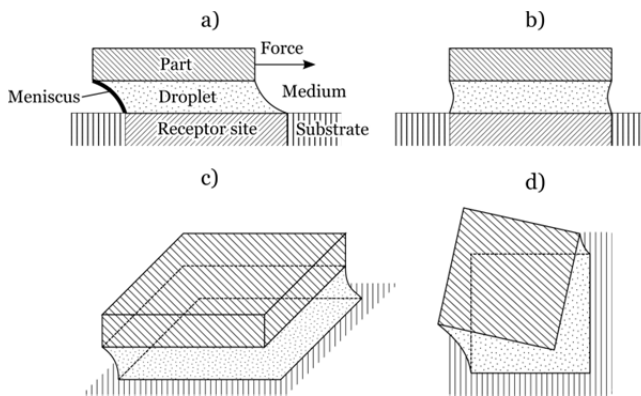 a)
b)
Part
Force
Meniscus
Droplet
Medium
Receptor site
Substrate
c)
d)